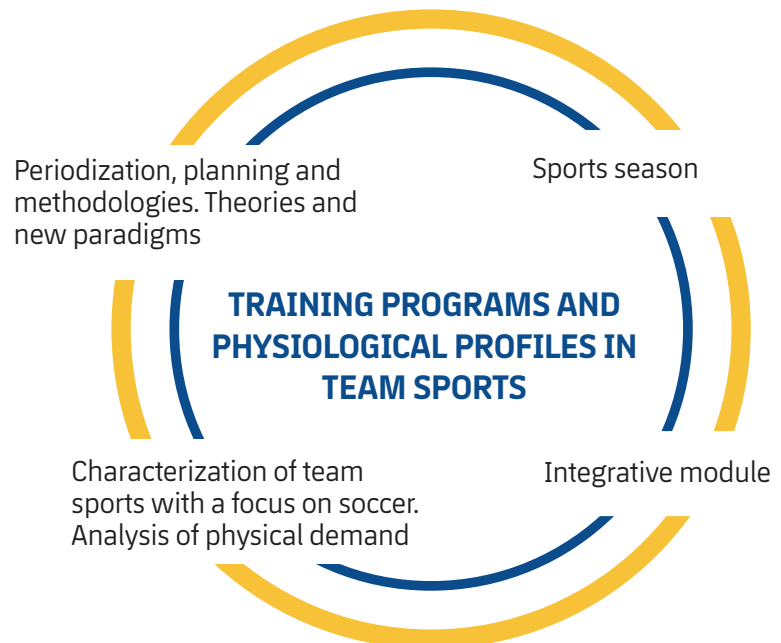 Periodization, planning and
methodologies. Theories and
new paradigms
Sports season
TRAINING PROGRAMS AND
PHYSIOLOGICAL PROFILES IN
TEAM SPORTS
Characterization of team
sports with a focus on soccer.
Analysis of physical demand
Integrative module